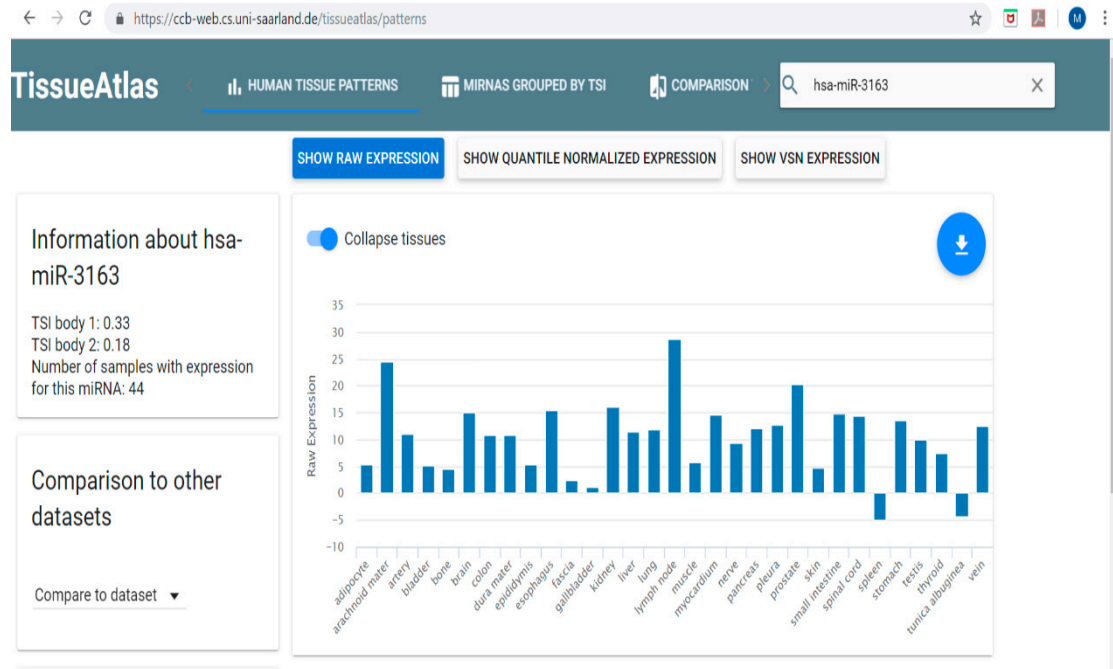 https://ccb-web.cs.uni-saarland.de/tissueatlas/patterns
M
TissueAtlas
HUMAN TISSUE PATTERNS
MIRNAS GROUPED BY TSI
COMPARISON
hsa-miR-3163
SHOW RAW EXPRESSION
SHOW QUANTILE NORMALIZED EXPRESSION
SHOW VSN EXPRESSION
Information about hsa-
miR-3163
TSI body 1: 0.33
TSI body 2: 0.18
Number of samples with expression
for this miRNA: 44
Comparison to other
datasets
Compare to dataset
Collapse tissues
Raw Expression
35
30
25
20
15
10
5
0
−5
−10
adipocyte
arachnoid mater
artery
bladder
bone
brain
colon
dura mater
epididymis
esophagus
fascia
gallbladder
kidney
liver
lung
lymph node
muscle
myocardium
nerve
pancreas
pleura
prostate
skin
small intestine
spinal cord
spleen
stomach
testis
thyroid
tunica albuginea
vein